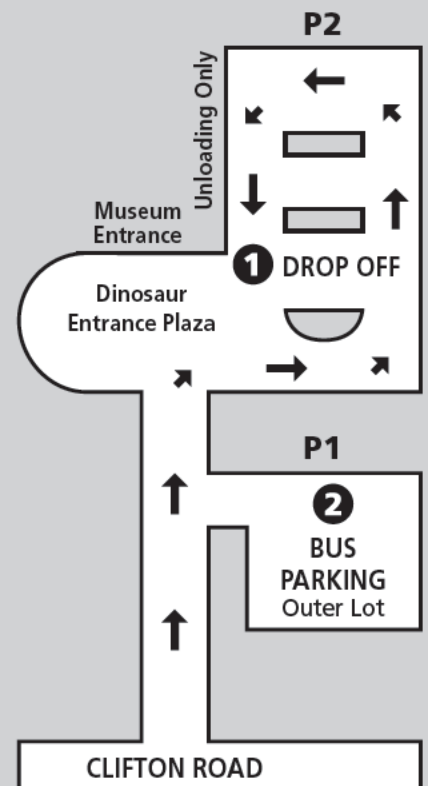 P2
Unloading Only
Museum
Entrance
1 DROP OFF
Dinosaur
Entrance Plaza
P1
2
BUS
PARKING
Outer Lot
CLIFTON ROAD